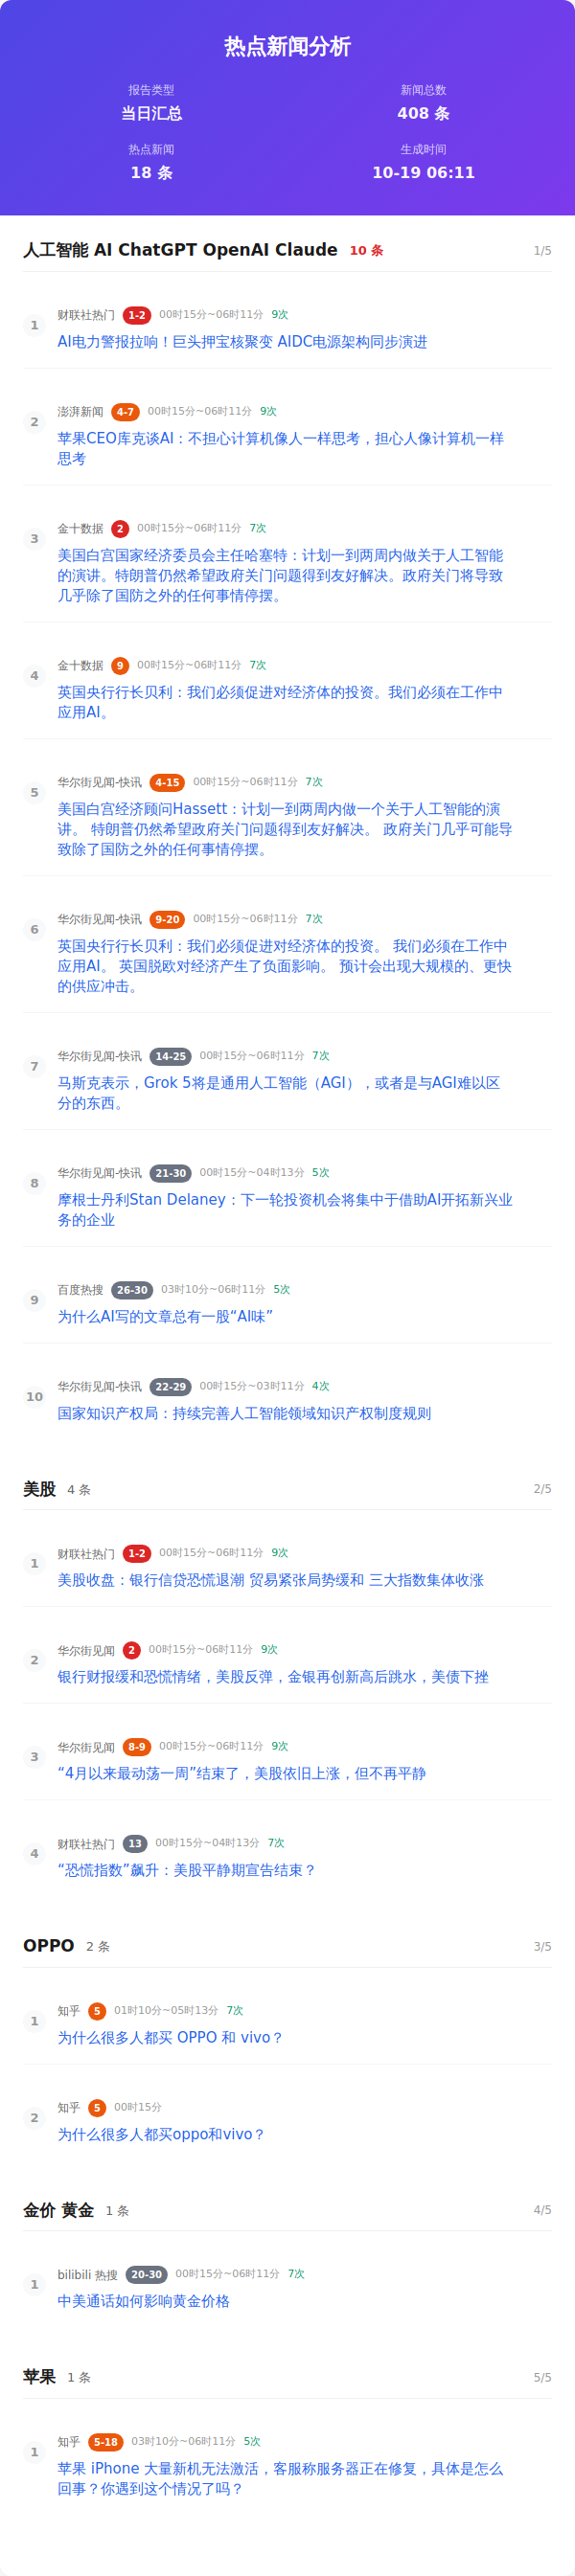 热点新闻分析
报告类型
当日汇总
新闻总数
408 条
热点新闻
18 条
生成时间
10-19 06:11
人工智能 AI ChatGPT OpenAI Claude 10 条 1/5
1
财联社热门 1-2 00时15分~06时11分 9次
AI电力警报拉响！巨头押宝核聚变 AIDC电源架构同步演进
2
澎湃新闻 4-7 00时15分~06时11分 9次
苹果CEO库克谈AI：不担心计算机像人一样思考，担心人像计算机一样
思考
3
金十数据 2 00时15分~06时11分 7次
美国白宫国家经济委员会主任哈塞特：计划一到两周内做关于人工智能
的演讲。特朗普仍然希望政府关门问题得到友好解决。政府关门将导致
几乎除了国防之外的任何事情停摆。
4
金十数据 9 00时15分~06时11分 7次
英国央行行长贝利：我们必须促进对经济体的投资。我们必须在工作中
应用AI。
5
华尔街见闻-快讯 4-15 00时15分~06时11分 7次
美国白宫经济顾问Hassett：计划一到两周内做一个关于人工智能的演
讲。 特朗普仍然希望政府关门问题得到友好解决。 政府关门几乎可能导
致除了国防之外的任何事情停摆。
6
华尔街见闻-快讯 9-20 00时15分~06时11分 7次
英国央行行长贝利：我们必须促进对经济体的投资。 我们必须在工作中
应用AI。 英国脱欧对经济产生了负面影响。 预计会出现大规模的、更快
的供应冲击。
7
华尔街见闻-快讯 14-25 00时15分~06时11分 7次
马斯克表示，Grok 5将是通用人工智能（AGI），或者是与AGI难以区
分的东西。
8
华尔街见闻-快讯 21-30 00时15分~04时13分 5次
摩根士丹利Stan Delaney：下一轮投资机会将集中于借助AI开拓新兴业
务的企业
9
百度热搜 26-30 03时10分~06时11分 5次
为什么AI写的文章总有一股“AI味”
10
华尔街见闻-快讯 22-29 00时15分~03时11分 4次
国家知识产权局：持续完善人工智能领域知识产权制度规则
美股 4 条 2/5
1
财联社热门 1-2 00时15分~06时11分 9次
美股收盘：银行信贷恐慌退潮 贸易紧张局势缓和 三大指数集体收涨
2
华尔街见闻 2 00时15分~06时11分 9次
银行财报缓和恐慌情绪，美股反弹，金银再创新高后跳水，美债下挫
3
华尔街见闻 8-9 00时15分~06时11分 9次
“4月以来最动荡一周”结束了，美股依旧上涨，但不再平静
4
财联社热门 13 00时15分~04时13分 7次
“恐慌指数”飙升：美股平静期宣告结束？
OPPO 2 条 3/5
1
知乎 5 01时10分~05时13分 7次
为什么很多人都买 OPPO 和 vivo？
2
知乎 5 00时15分
为什么很多人都买oppo和vivo？
金价 黄金 1 条 4/5
1
bilibili 热搜 20-30 00时15分~06时11分 7次
中美通话如何影响黄金价格
苹果 1 条 5/5
1
知乎 5-18 03时10分~06时11分 5次
苹果 iPhone 大量新机无法激活，客服称服务器正在修复，具体是怎么
回事？你遇到这个情况了吗？